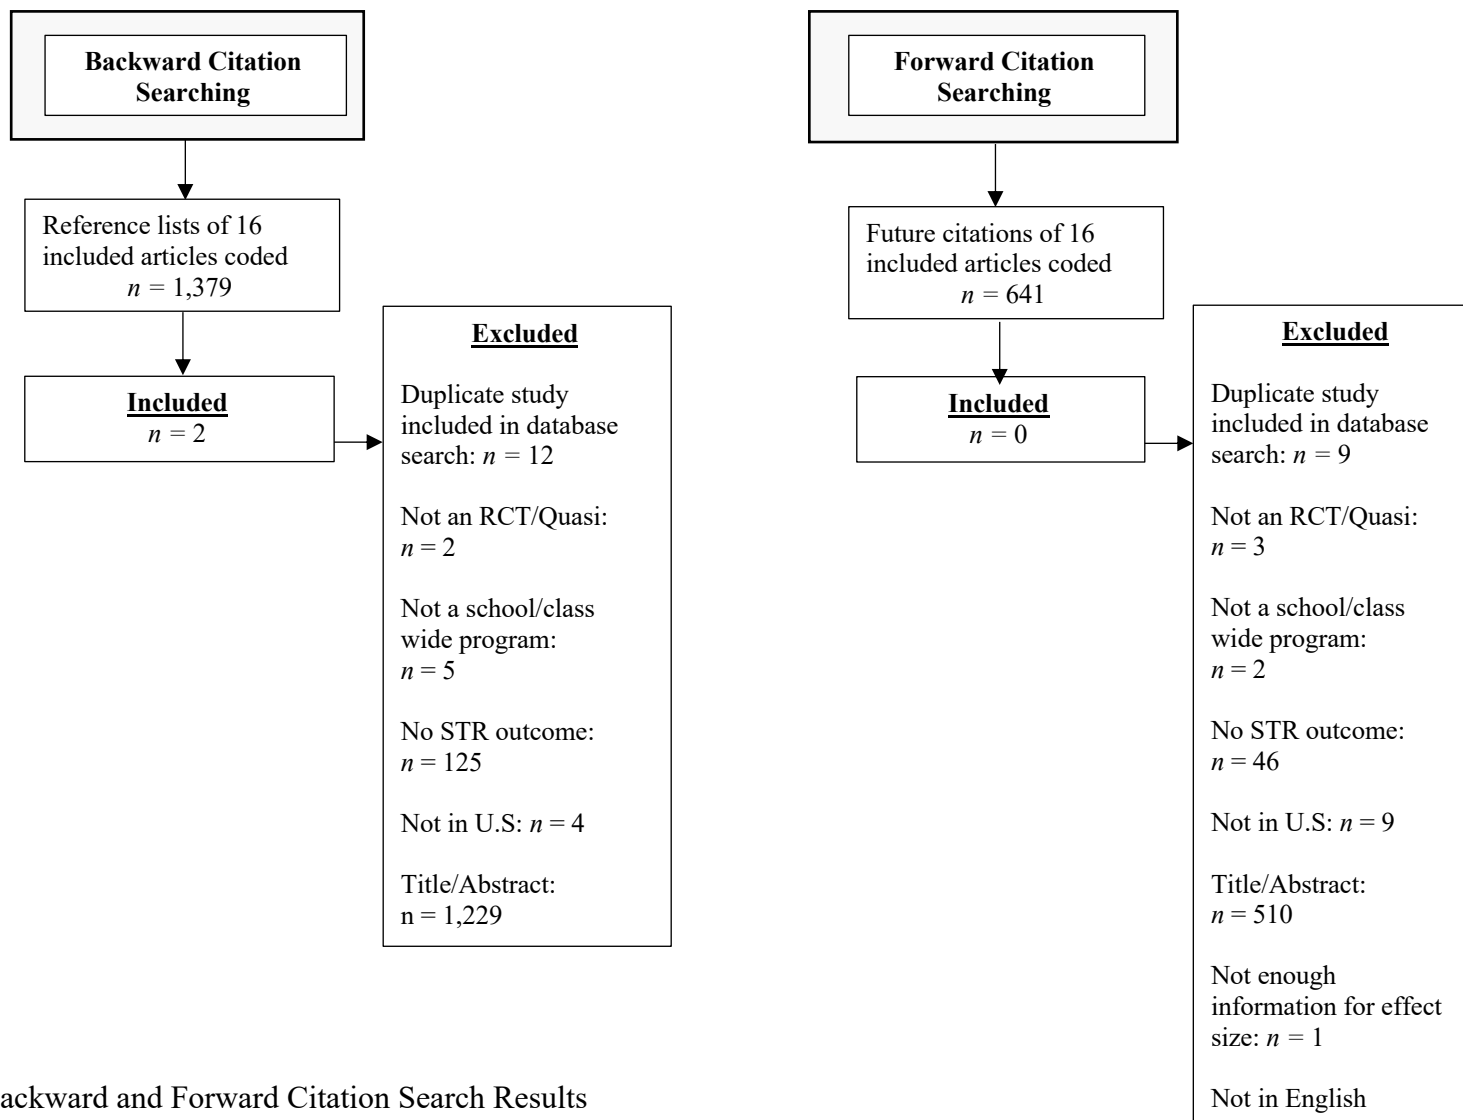 Backward Citation
Searching
Reference lists of 16
included articles coded
n = 1,379
Included
n = 2
Excluded
Duplicate study
included in database
search: n = 12
Not an RCT/Quasi:
n = 2
Not a school/class
wide program:
n = 5
No STR outcome:
n = 125
Not in U.S: n = 4
Title/Abstract:
n = 1,229
Forward Citation
Searching
Future citations of 16
included articles coded
n = 641
Included
n = 0
Excluded
Duplicate study
included in database
search: n = 9
Not an RCT/Quasi:
n = 3
Not a school/class
wide program:
n = 2
No STR outcome:
n = 46
Not in U.S: n = 9
Title/Abstract:
n = 510
Not enough
information for effect
size: n = 1
Not in English
ackward and Forward Citation Search Results